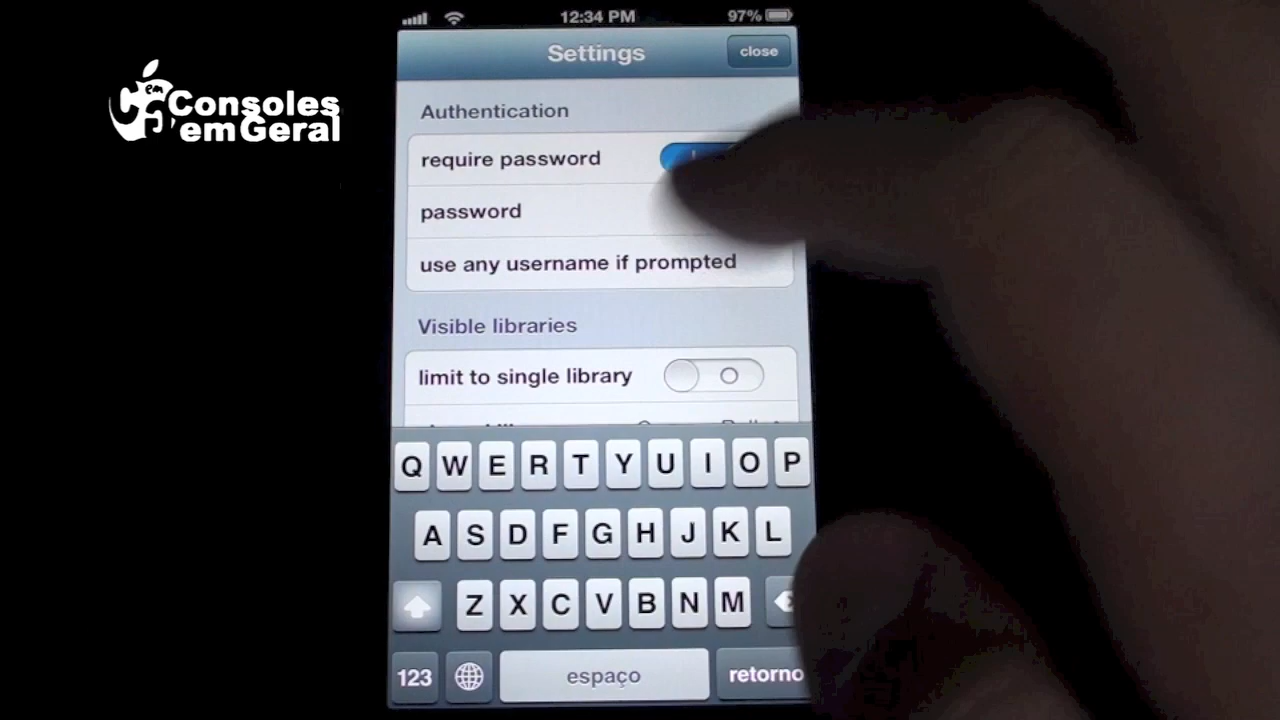 12:34 PM
97%
Settings
close
em
Consoles
emGeral
Authentication
require password
password
use any username if prompted
Visible libraries
limit to single library
Q W E R T Y U I O P
A S D F G H J K L
Z X C V B N M
123
espaço
retorno